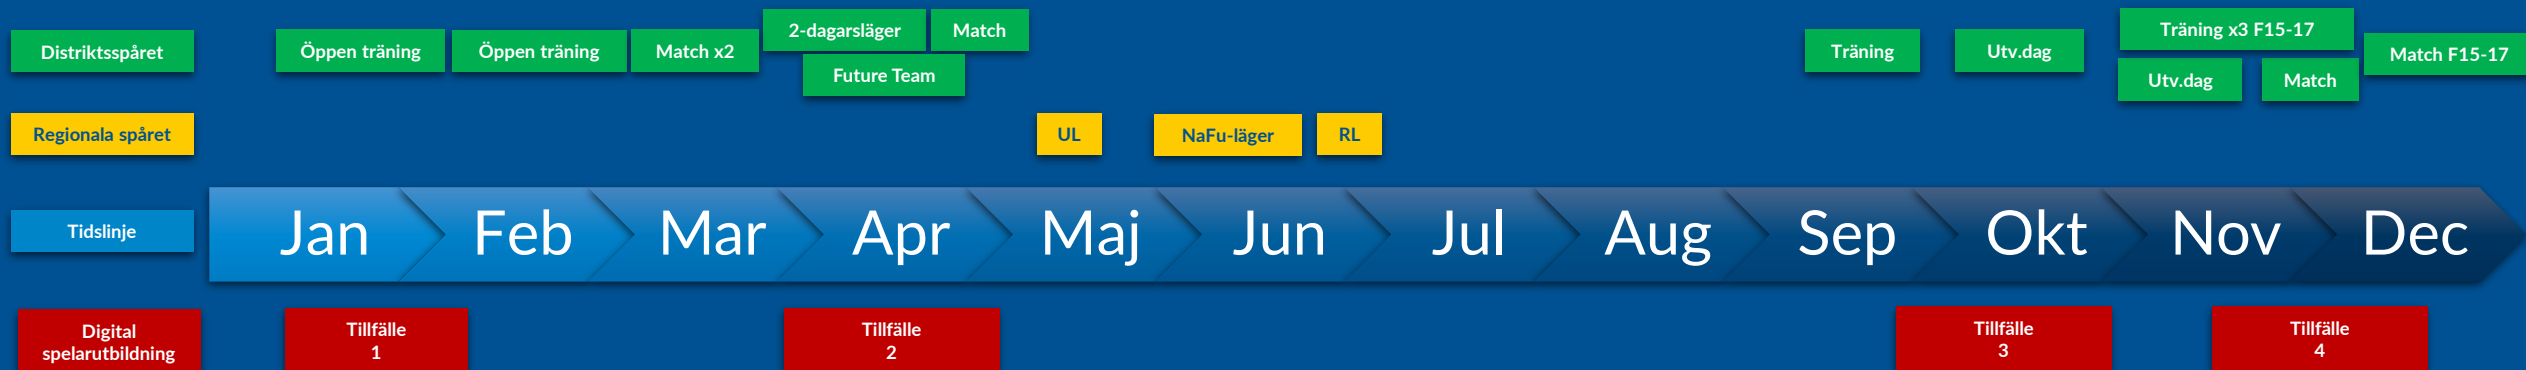 Distriktsspåret
Öppen träning
Öppen träning
Match x2
2-dagarsläger
Match
Future Team
Träning
Utv.dag
Träning x3 F15-17
Utv.dag
Match
Match F15-17
Regionala spåret
UL
NaFu-läger
RL
Tidslinje
Jan
Feb
Mar
Apr
Maj
Jun
Jul
Aug
Sep
Okt
Nov
Dec
Digital
spelarutbildning
Tillfälle
1
Tillfälle
2
Tillfälle
3
Tillfälle
4